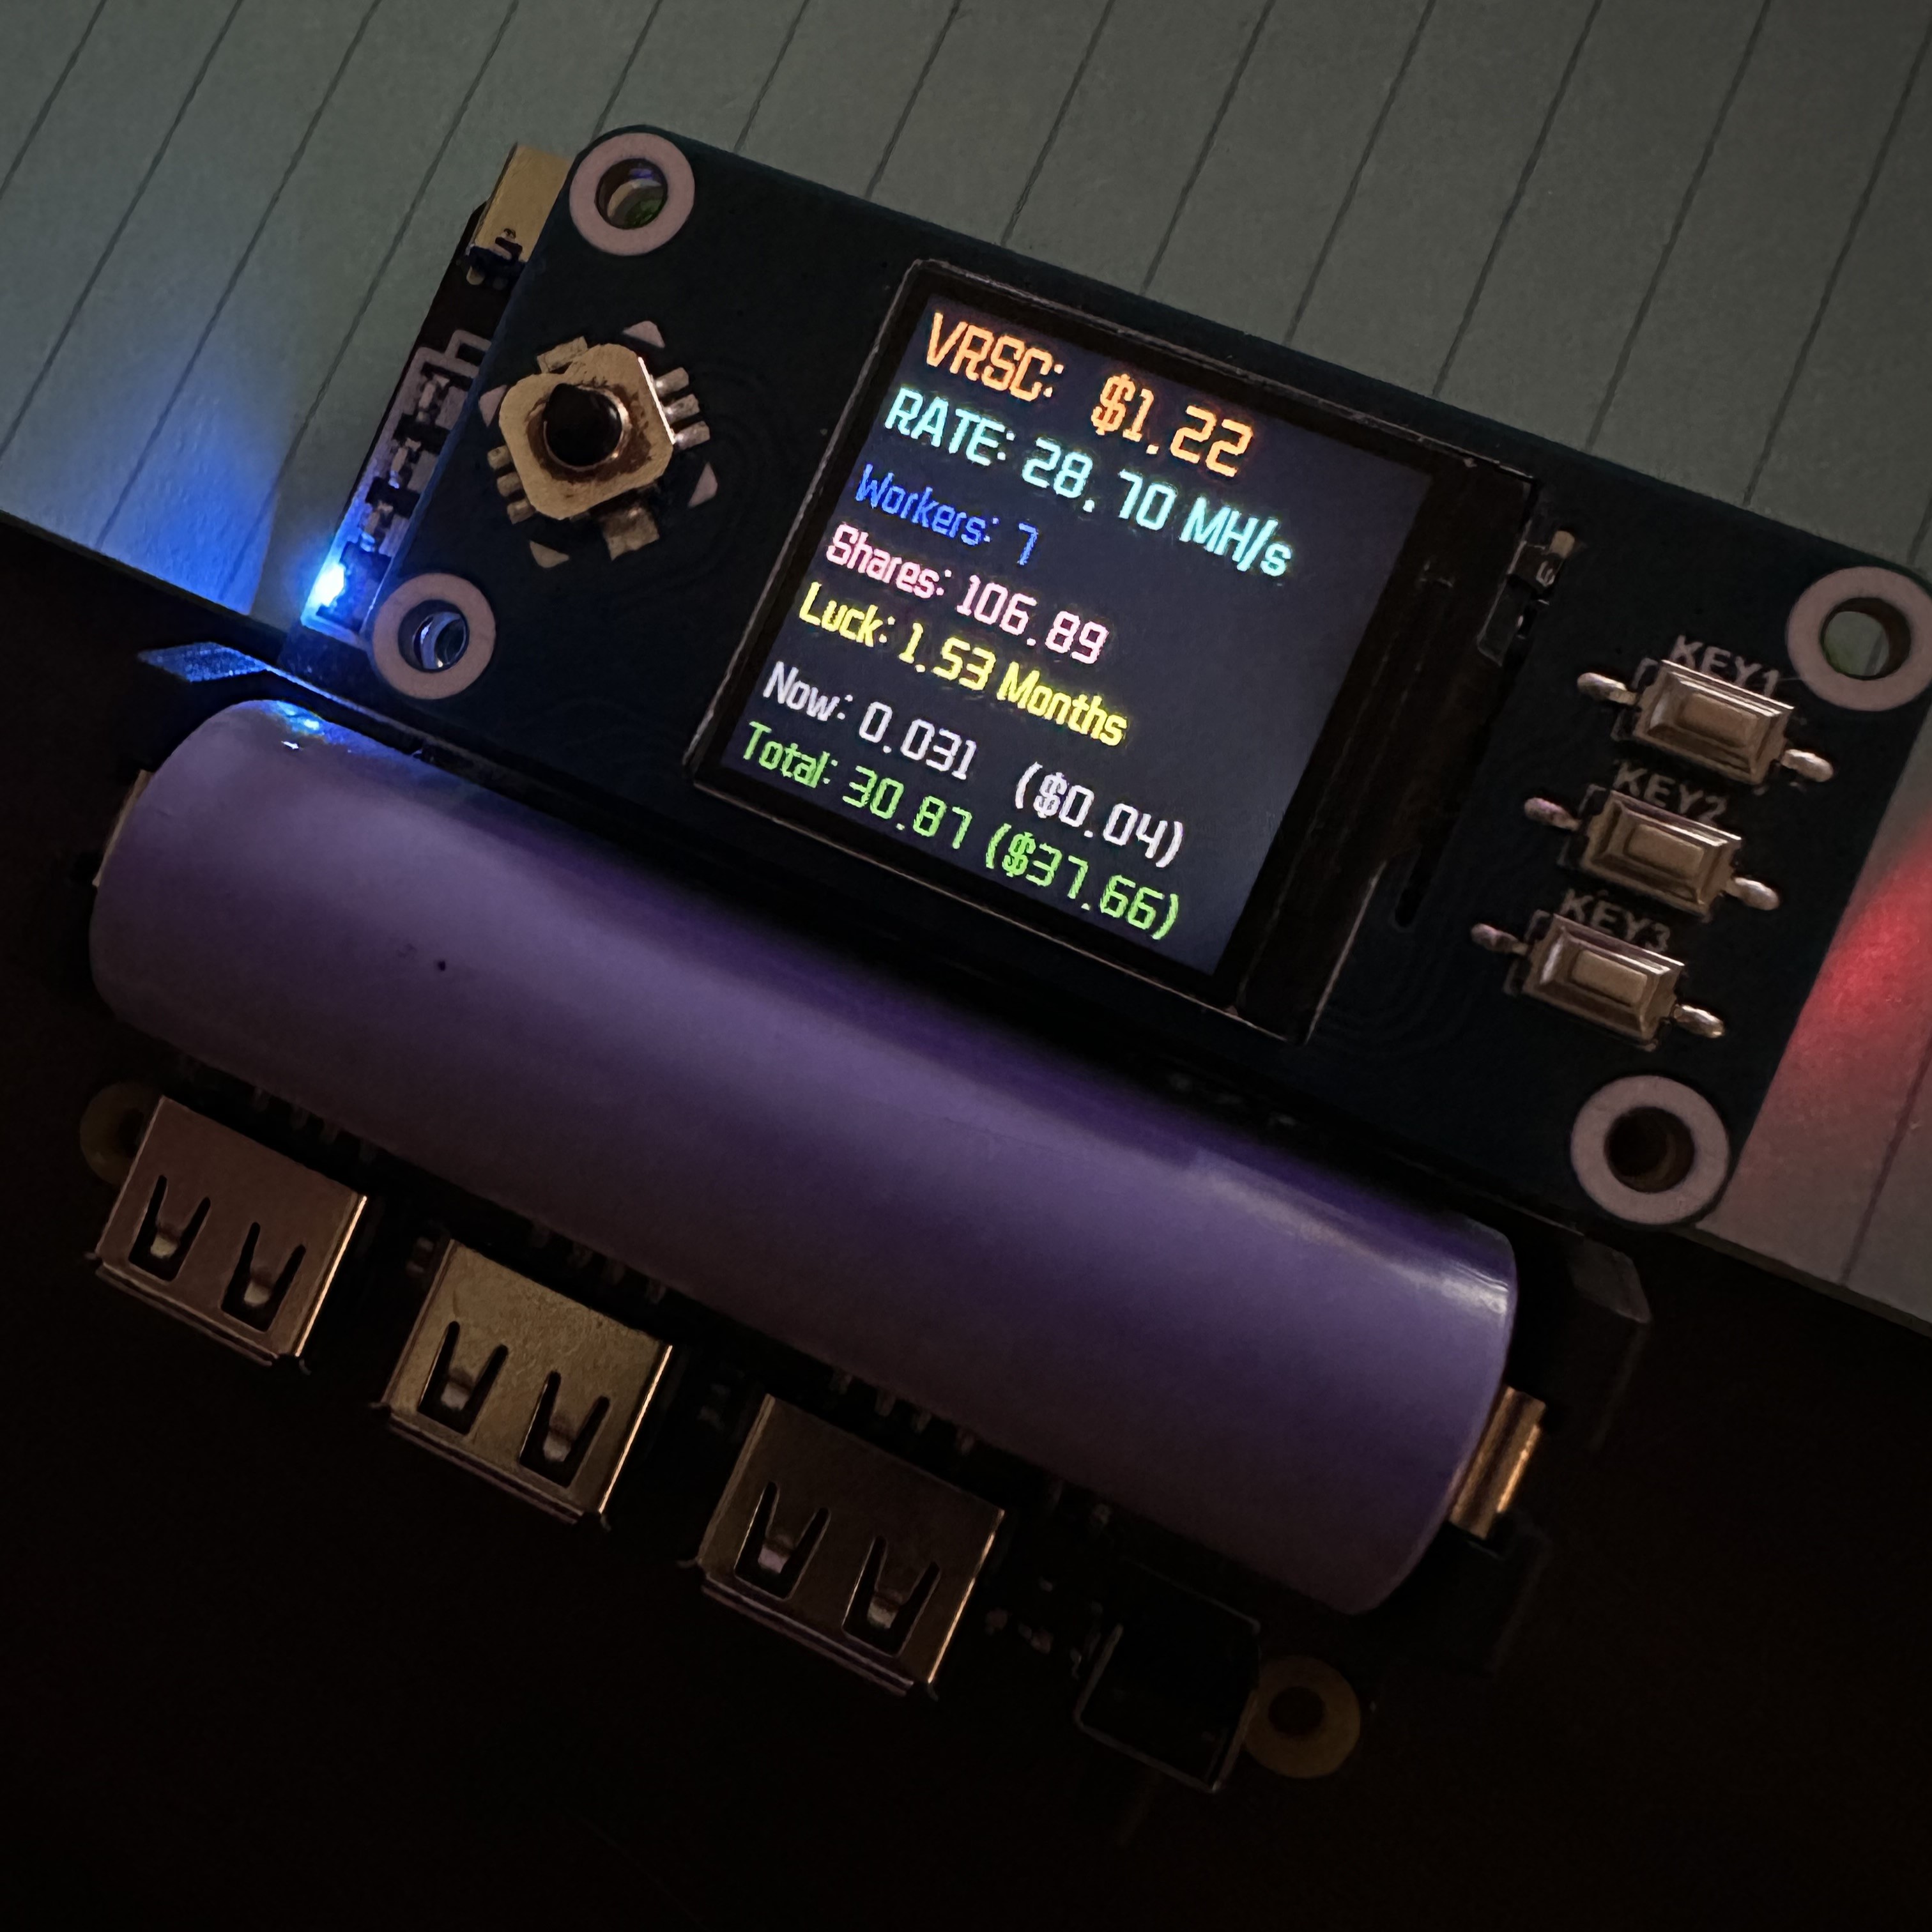 VRSC: $1.22
RATE: 28.70 MH/s
Workers: 7
Shares: 106.89
Luck: 1.53 Months
Now: 0.031 ($0.04)
Total: 30.87 ($37.66)
KEY1
KEY2
KEY3